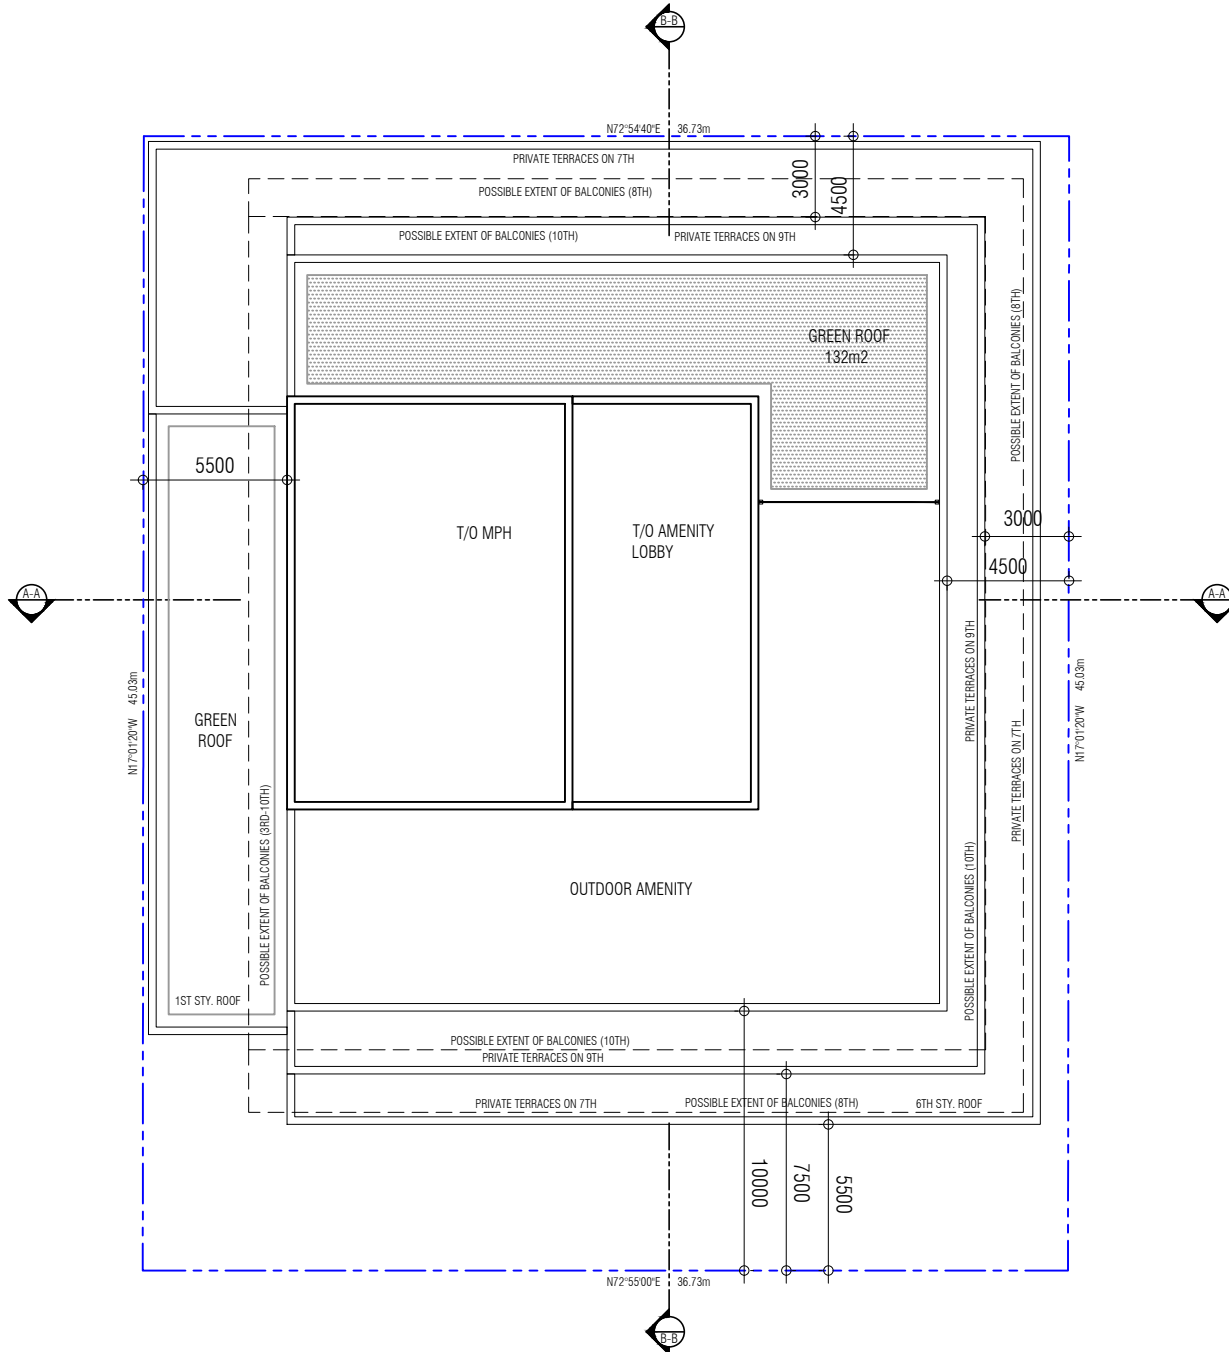 B-B
N72°54'40"E 36.73m
PRIVATE TERRACES ON 7TH
POSSIBLE EXTENT OF BALCONIES (8TH)
3000
4500
POSSIBLE EXTENT OF BALCONIES (10TH)
PRIVATE TERRACES ON 9TH
GREEN ROOF
132m2
POSSIBLE EXTENT OF BALCONIES (8TH)
5500
T/O MPH
T/O AMENITY
LOBBY
3000
4500
A-A
A-A
N17°01'20"W 45.03m
GREEN
ROOF
PRIVATE TERRACES ON 9TH
PRIVATE TERRACES ON 7TH
N17°01'20"W 45.03m
POSSIBLE EXTENT OF BALCONIES (3RD-10TH)
OUTDOOR AMENITY
POSSIBLE EXTENT OF BALCONIES (10TH)
1ST STY. ROOF
POSSIBLE EXTENT OF BALCONIES (10TH)
PRIVATE TERRACES ON 9TH
PRIVATE TERRACES ON 7TH
POSSIBLE EXTENT OF BALCONIES (8TH)
6TH STY. ROOF
10000
7500
5500
N72°55'00"E 36.73m
B-B